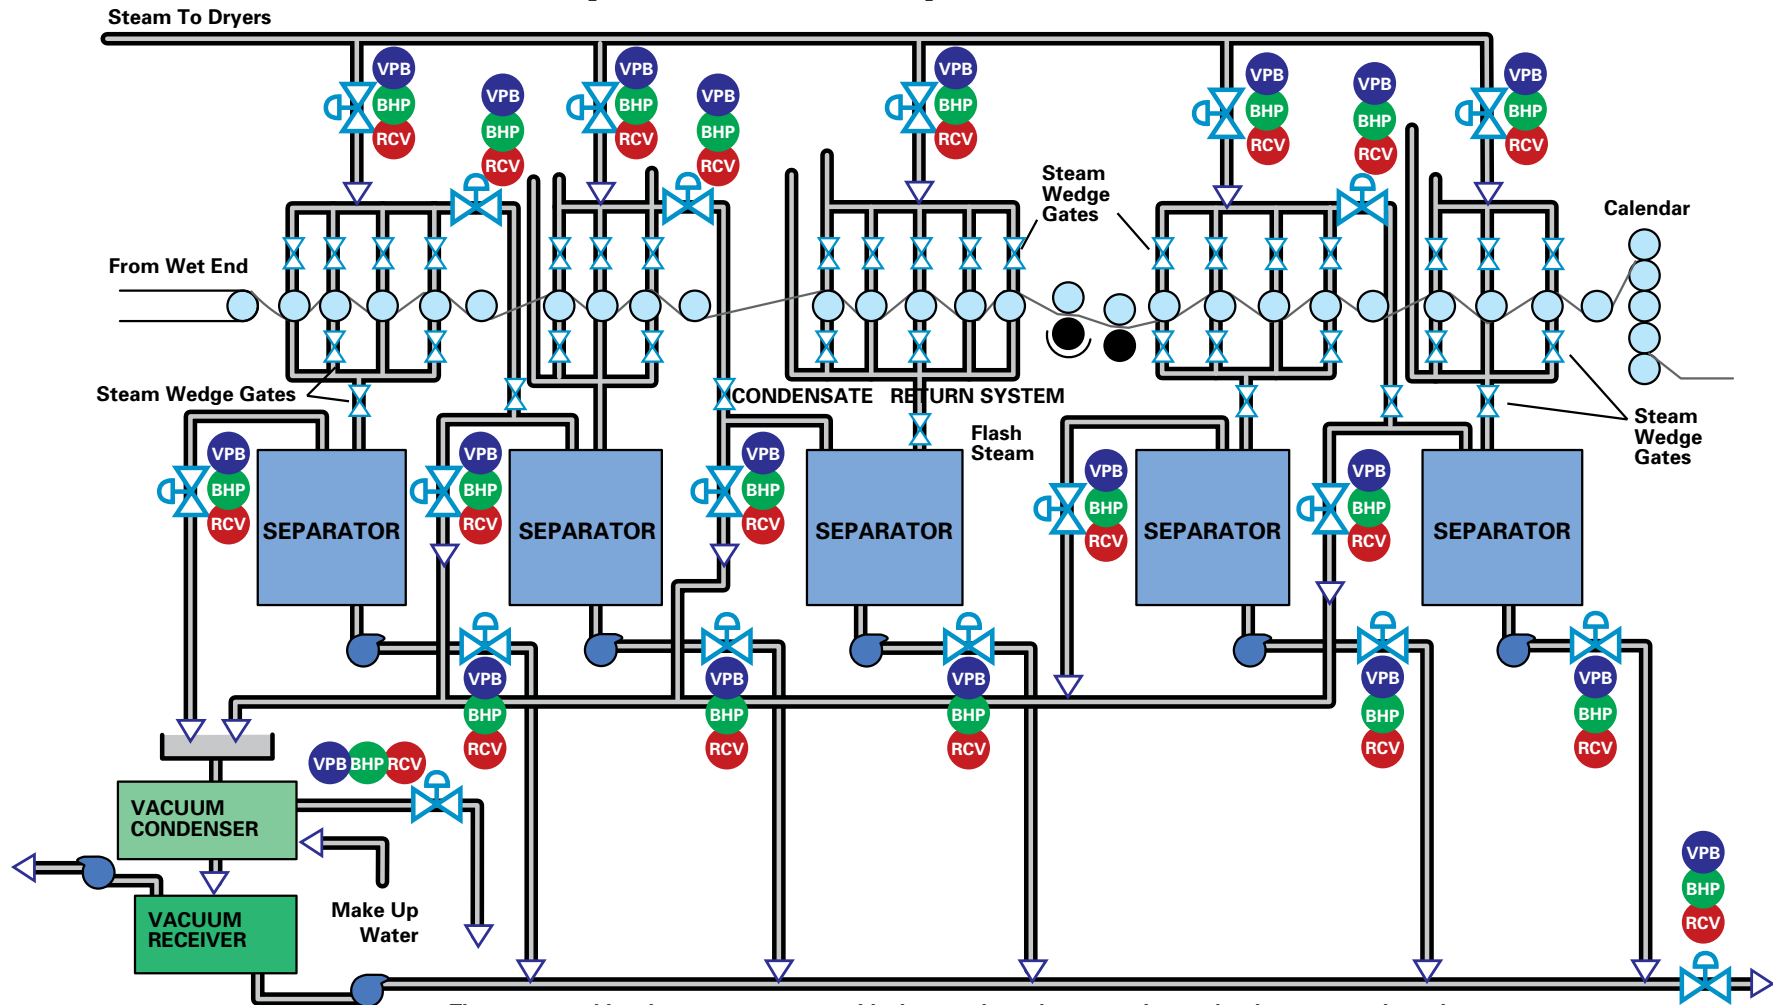 Steam To Dryers
VPB BHP RCV
VPB BHP RCV
VPB BHP RCV
VPB BHP RCV
VPB BHP RCV
VPB BHP RCV
VPB BHP RCV
VPB BHP RCV
Steam
Wedge
Gates
Calendar
From Wet End
Steam Wedge Gates
CONDENSATE RETURN SYSTEM
Flash
Steam
Steam
Wedge
Gates
VPB BHP RCV
VPB BHP RCV
VPB BHP RCV
VPB BHP RCV
VPB BHP RCV
SEPARATOR
SEPARATOR
SEPARATOR
SEPARATOR
SEPARATOR
VPB BHP RCV
VPB BHP RCV
VPB BHP RCV
VPB BHP RCV
VPB BHP RCV
VPB BHP RCV
VACUUM
CONDENSER
Make Up
Water
VACUUM
RECEIVER
VPB BHP RCV